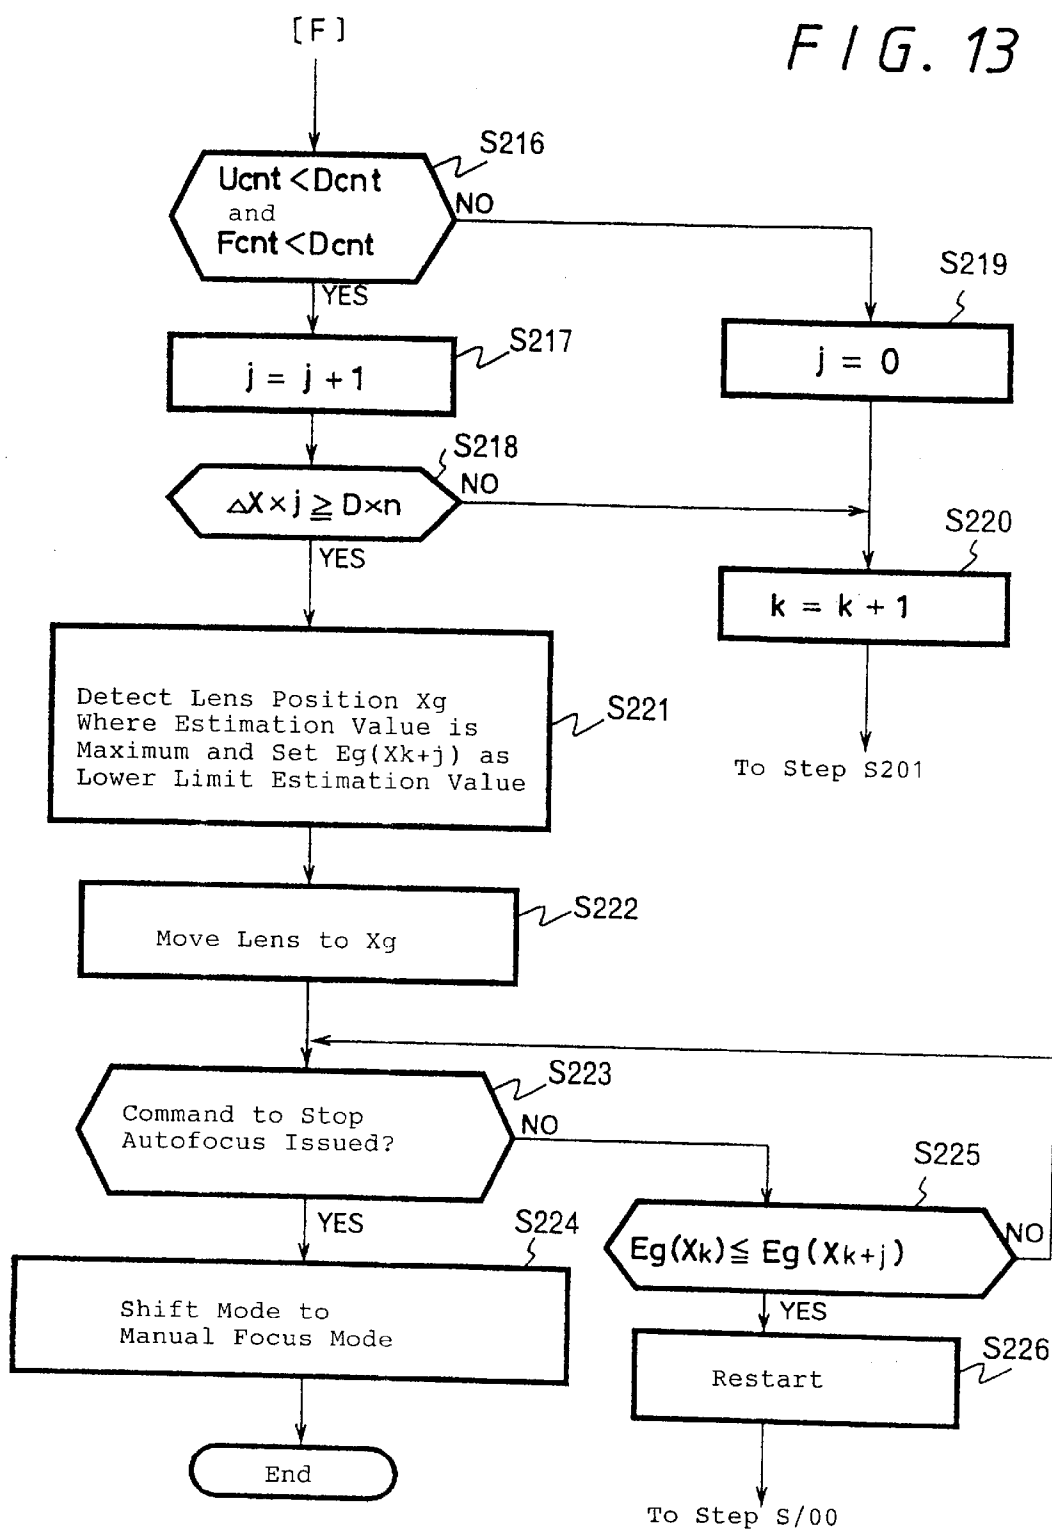 [F]
FIG. 13
S216
Ucnt<Dcnt
and
Fcnt<Dcnt
NO
YES
S219
j = 0
S217
j = j + 1
S218
△X×j≧D×n
NO
YES
S220
k = k + 1
To Step S201
S221
Detect Lens Position Xg
Where Estimation Value is
Maximum and Set Eg(Xk+j) as
Lower Limit Estimation Value
S222
Move Lens to Xg
S223
Command to Stop
Autofocus Issued?
NO
YES
S225
Eg(Xk)≦Eg(Xk+j)
NO
YES
S224
Shift Mode to
Manual Focus Mode
S226
Restart
End
To Step S/00